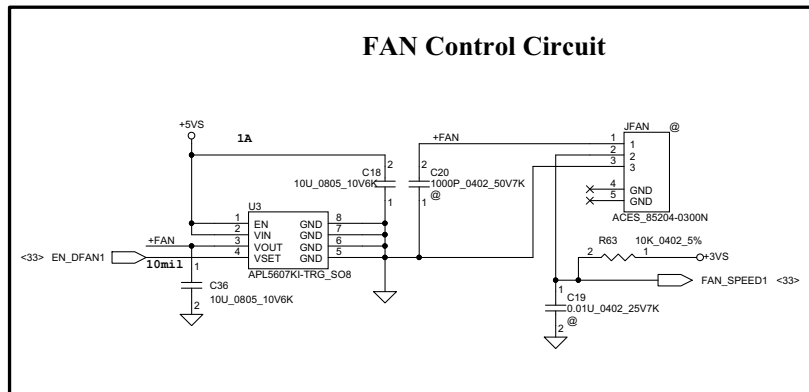 FAN Control Circuit
+5VS
1A
+FAN
JFAN
@
1
1
2
2
3
3
4
GND
5
GND
ACES_85204-0300N
2
C18
10U_0805_10V6K
1
2
C20
1000P_0402_50V7K
@
1
U3
1
EN
GND
8
2
VIN
GND
7
3
VOUT
GND
6
4
VSET
GND
5
APL5607KI-TRG_SO8
+FAN
<33>
EN_DFAN1
10mil
1
C36
10U_0805_10V6K
2
R63
10K_0402_5%
2
1
+3VS
FAN_SPEED1
<33>
1
C19
0.01U_0402_25V7K
@
2